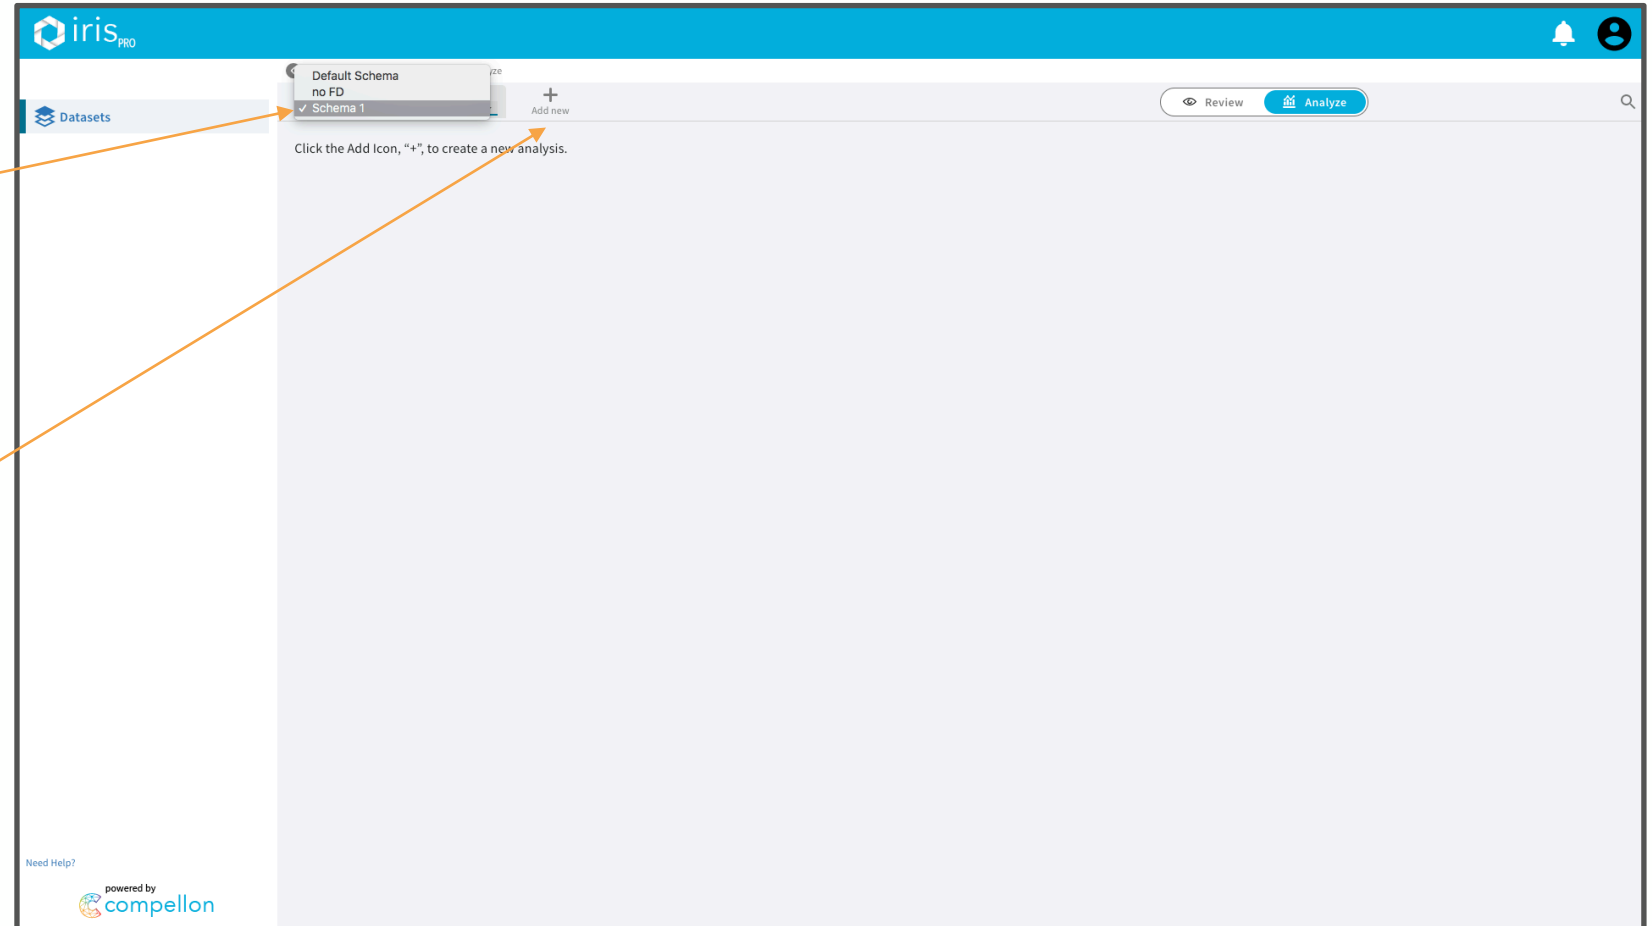 iris PRO
Default Schema
no FD
✓ Schema 1
yze
Add new
Review
Analyze
Datasets
Click the Add Icon, “+”, to create a new analysis.
Need Help?
powered by
compellon